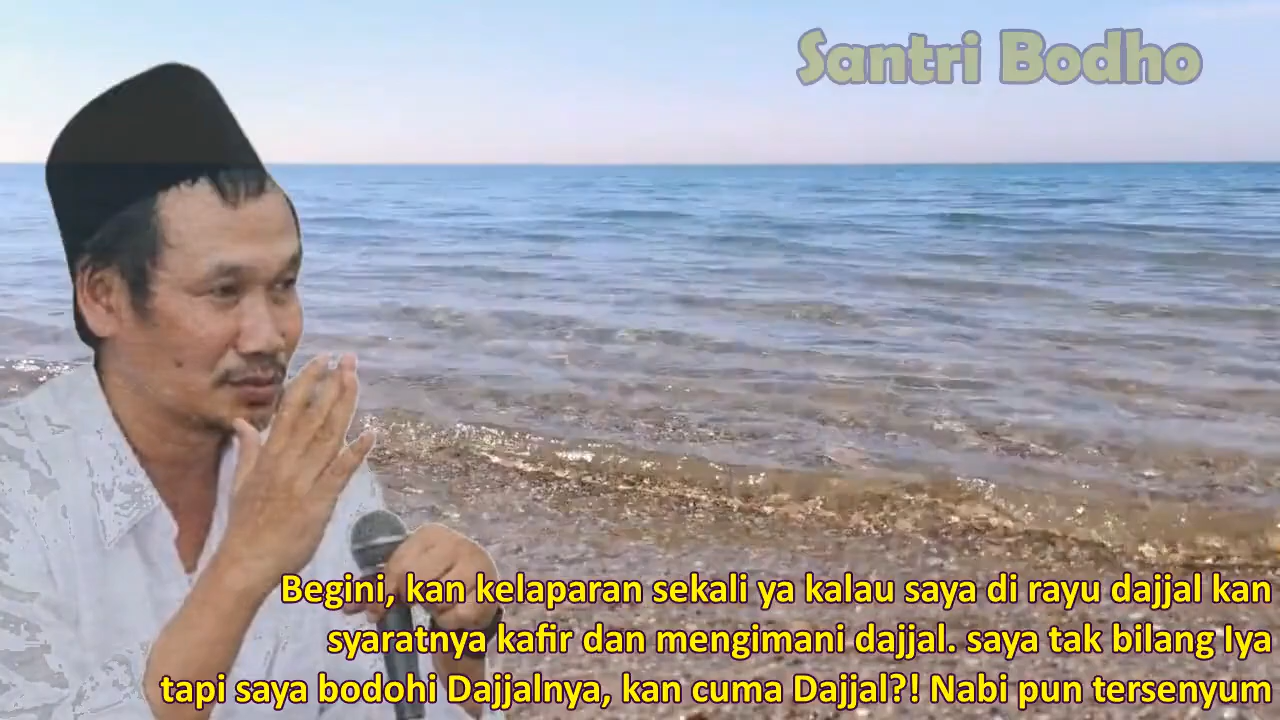 Santri Bodho
Begini, kan kelaparan sekali ya kalau saya di rayu dajjal kan
syaratnya kafir dan mengimani dajjal. saya tak bilang Iya
tapi saya bodohi Dajjalnya, kan cuma Dajjal?! Nabi pun tersenyum